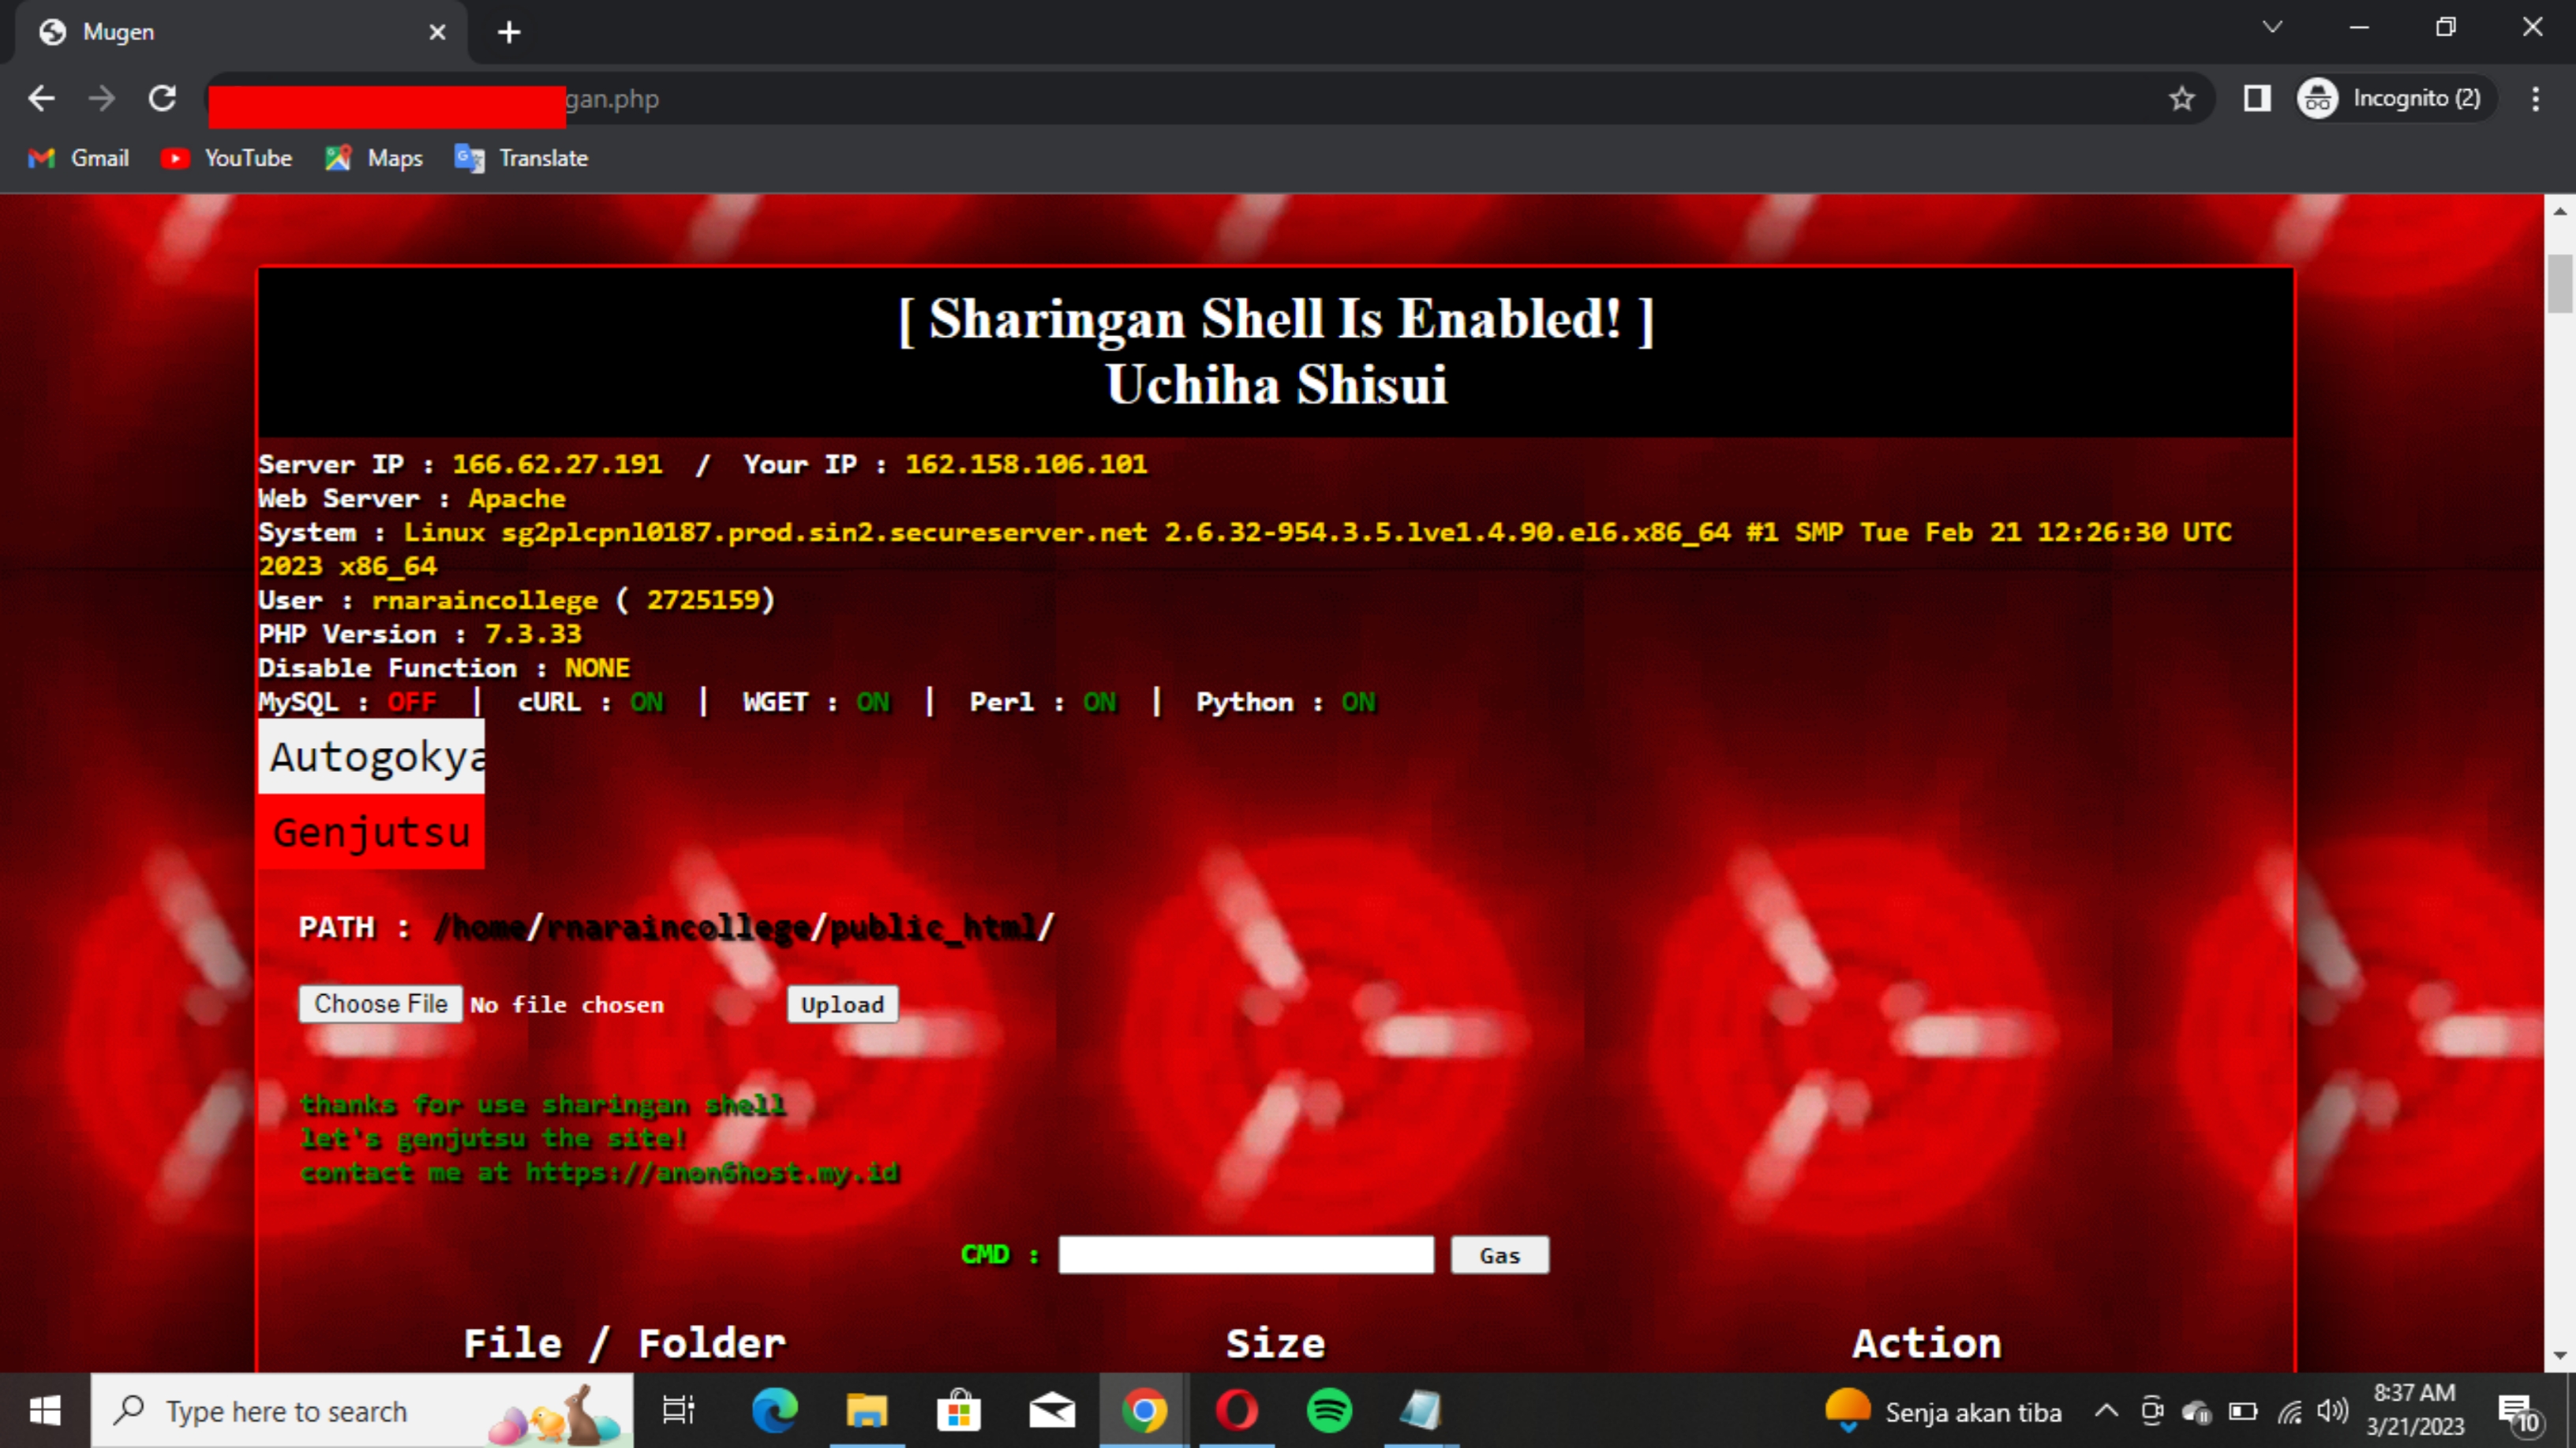 Mugen
gan.php
Incognito (2)
Gmail YouTube Maps Translate
[ Sharingan Shell Is Enabled! ]
Uchiha Shisui
Server IP : 166.62.27.191 / Your IP : 162.158.106.101
Web Server : Apache
System : Linux sg2plcpnl0187.prod.sin2.secureserver.net 2.6.32-954.3.5.lve1.4.90.el6.x86_64 #1 SMP Tue Feb 21 12:26:30 UTC
2023 x86_64
User : rnaraincollege ( 2725159)
PHP Version : 7.3.33
Disable Function : NONE
MySQL : OFF | cURL : ON | WGET : ON | Perl : ON | Python : ON
Autogokya
Genjutsu
PATH : /home/rnaraincollege/public_html/
Choose File No file chosen Upload
thanks for use sharingan shell
let's genjutsu the site!
contact me at https://anon6host.my.id
CMD : Gas
File / Folder Size Action
Type here to search
Senja akan tiba
8:37 AM
3/21/2023
10